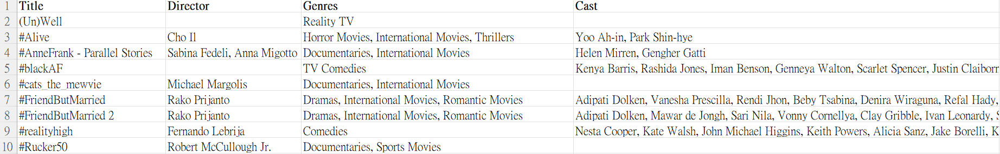 1 Title Director Genres Cast
2 (Un)Well Reality TV
3 #Alive Cho Il Horror Movies, International Movies, Thrillers Yoo Ah-in, Park Shin-hye
4 #AnneFrank - Parallel Stories Sabina Fedeli, Anna Migotto Documentaries, International Movies Helen Mirren, Gengher Gatti
5 #blackAF TV Comedies Kenya Barris, Rashida Jones, Iman Benson, Genneya Walton, Scarlet Spencer, Justin Claiborn
6 #cats_the_mewvie Michael Margolis Documentaries, International Movies
7 #FriendButMarried Rako Prijanto Dramas, International Movies, Romantic Movies Adipati Dolken, Vanesha Prescilla, Rendi Jhon, Beby Tsabina, Denira Wiraguna, Refal Hady,
8 #FriendButMarried 2 Rako Prijanto Dramas, International Movies, Romantic Movies Adipati Dolken, Mawar de Jongh, Sari Nila, Vonny Cornellya, Clay Gribble, Ivan Leonardy,
9 #realityhigh Fernando Lebrija Comedies Nesta Cooper, Kate Walsh, John Michael Higgins, Keith Powers, Alicia Sanz, Jake Borelli, K
10 #Rucker50 Robert McCullough Jr. Documentaries, Sports Movies